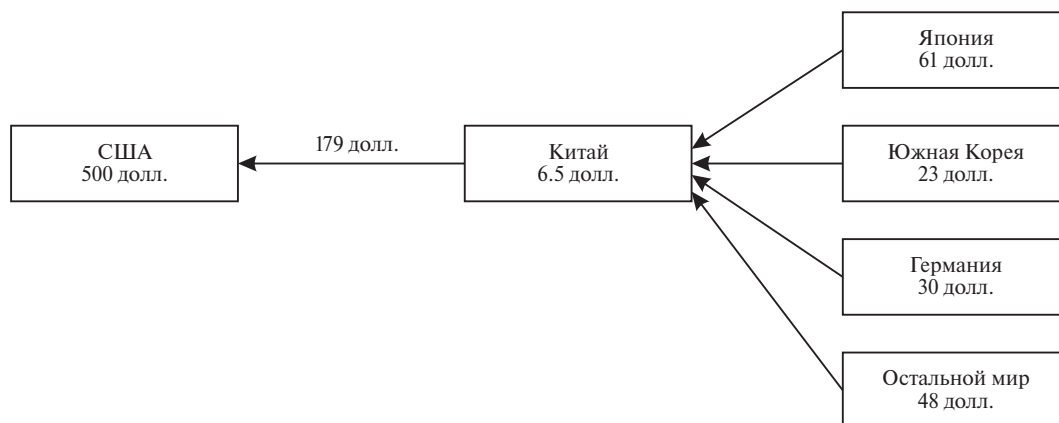 Япония
61 долл.
США
500 долл.
179 долл.
Китай
6.5 долл.
Южная Корея
23 долл.
Германия
30 долл.
Остальной мир
48 долл.